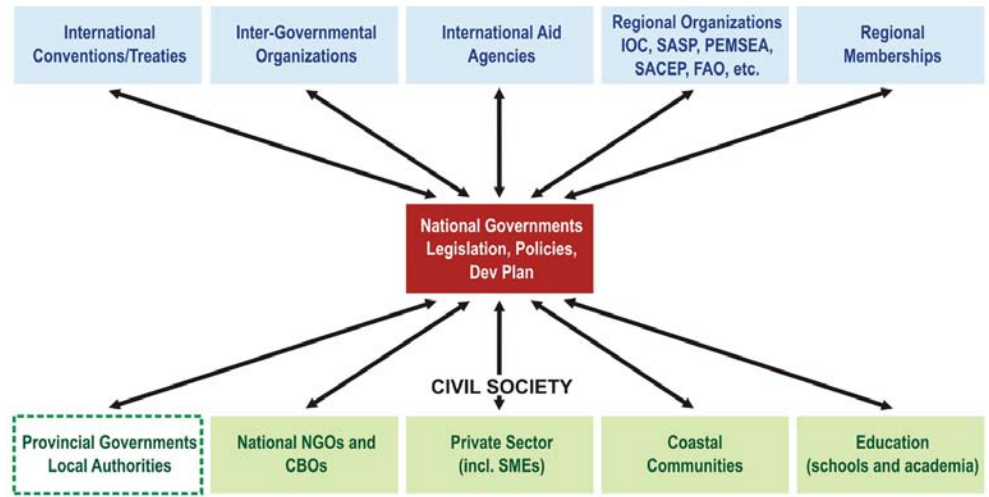 International
Conventions/Treaties
Inter-Governmental
Organizations
International Aid
Agencies
Regional Organizations
IOC, SASP, PEMSEA,
SACEP, FAO, etc.
Regional
Memberships
National Governments
Legislation, Policies,
Dev Plan
CIVIL SOCIETY
Provincial Governments
Local Authorities
National NGOs and
CBOs
Private Sector
(incl. SMEs)
Coastal
Communities
Education
(schools and academia)